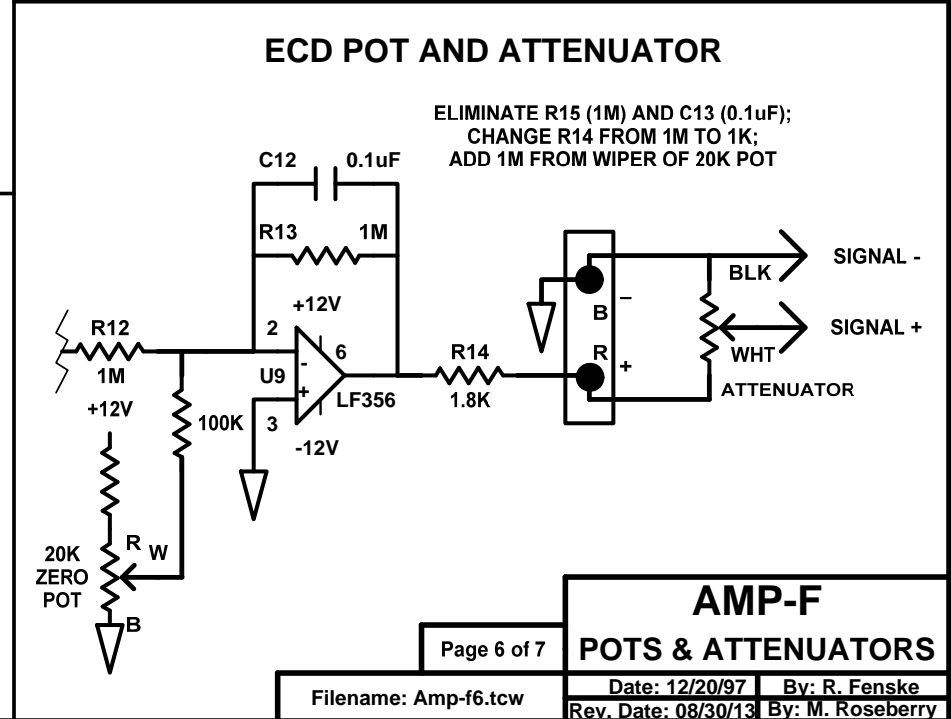 ECD POT AND ATTENUATOR
ELIMINATE R15 (1M) AND C13 (0.1uF);
CHANGE R14 FROM 1M TO 1K;
ADD 1M FROM WIPER OF 20K POT
C12 0.1uF
R13 1M
+12V
R12
1M
2
-
6
U9
+
LF356
3
-12V
+12V
100K
20K
ZERO
POT
R
W
B
R14
1.8K
B
–
R
+
BLK
SIGNAL -
WHT
SIGNAL +
ATTENUATOR
AMP-F
POTS & ATTENUATORS
Page 6 of 7
Filename: Amp-f6.tcw
Date: 12/20/97 By: R. Fenske
Rev. Date: 08/30/13 By: M. Roseberry